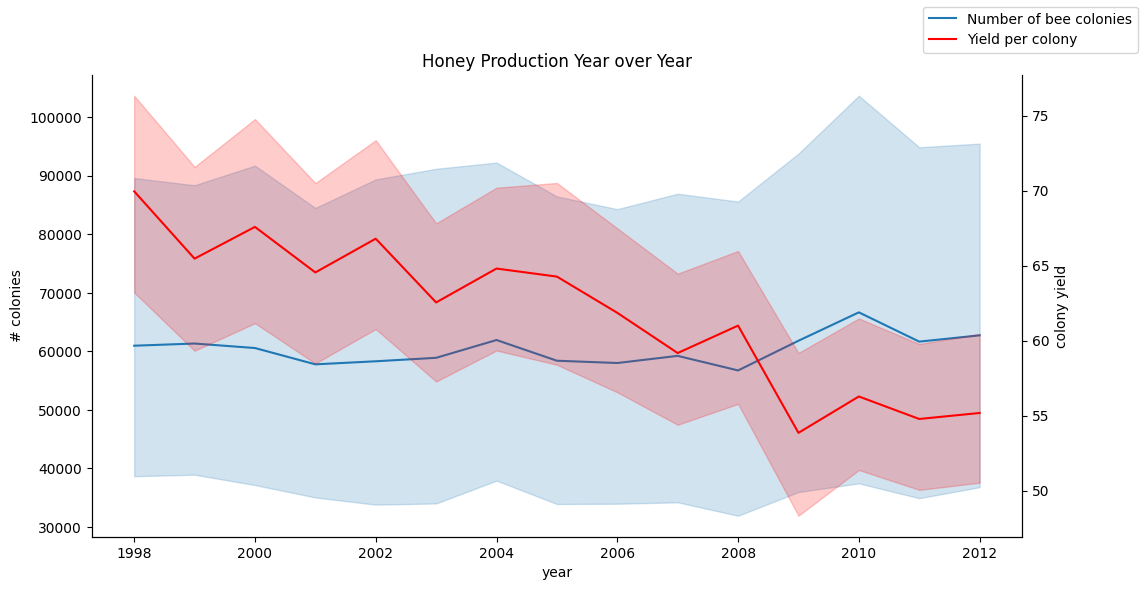 Number of bee colonies
Yield per colony
Honey Production Year over Year
100000
90000
80000
70000
60000
50000
40000
30000
# colonies
75
70
65
60
55
50
colony yield
1998 2000 2002 2004 2006 2008 2010 2012
year